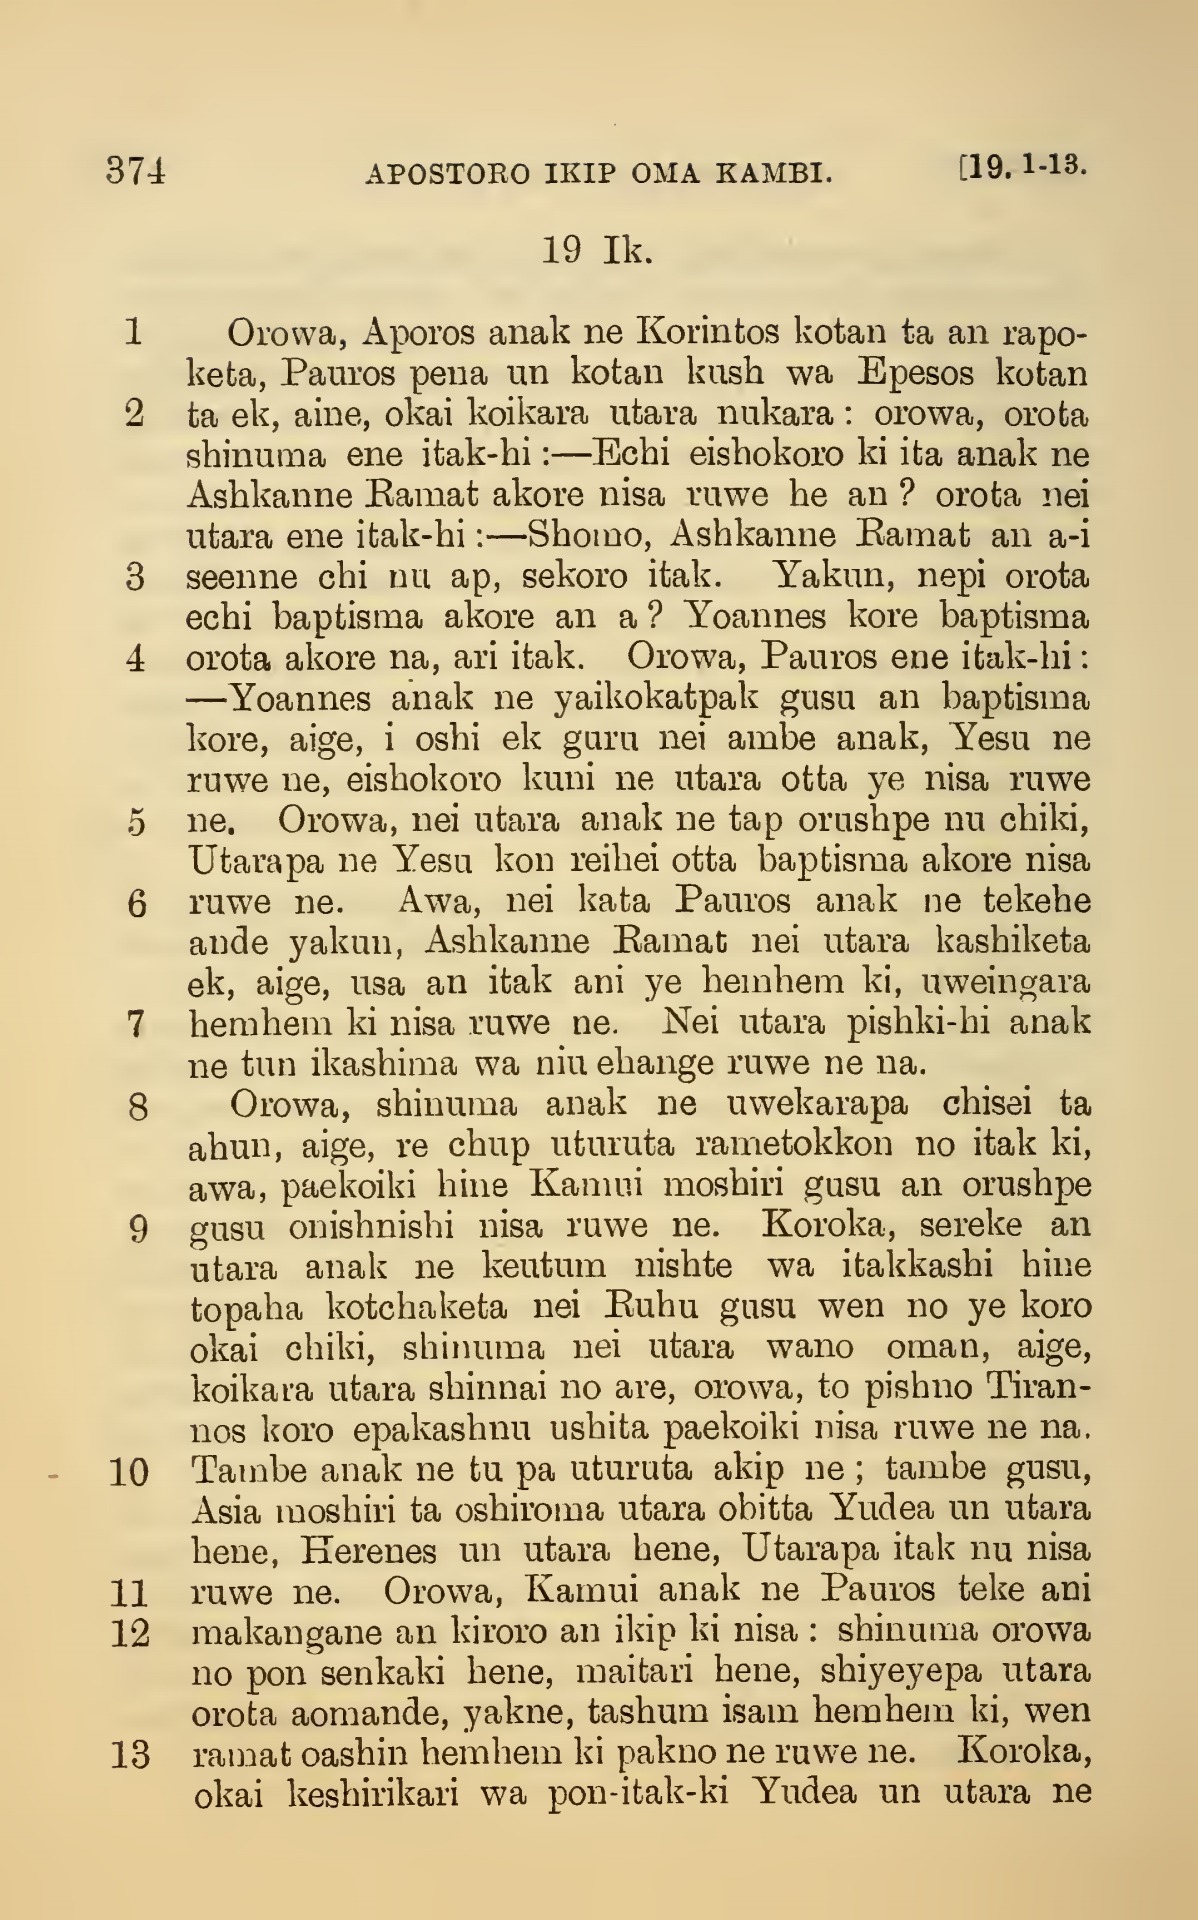 374 APOSTORO IKIP OMA KAMBI. [19. 1-13.
19 Ik.
1 Orowa, Aporos anak ne Korintos kotan ta an rapo-
keta, Pauros pena un kotan kush wa Epesos kotan
2 ta ek, aine, okai koikara utara nukara : orowa, orota
shinuma ene itak-hi :—Echi eishokoro ki ita anak ne
Ashkanne Ramat akore nisa ruwe he an ? orota nei
utara ene itak-hi :—Shomo, Ashkanne Ramat an a-i
3 seenne chi nu ap, sekoro itak. Yakun, nepi orota
echi baptisma akore an a ? Yoannes kore baptisma
4 orota akore na, ari itak. Orowa, Pauros ene itak-hi :
—Yoannes anak ne yaikokatpak gusu an baptisma
kore, aige, i oshi ek guru nei ambe anak, Yesu ne
ruwe ne, eishokoro kuni ne utara otta ye nisa ruwe
5 ne. Orowa, nei utara anak ne tap orushpe nu chiki,
Utarapa ne Yesu kon reihei otta baptisma akore nisa
6 ruwe ne. Awa, nei kata Pauros anak ne tekehe
ande yakun, Ashkanne Ramat nei utara kashiketa
ek, aige, usa an itak ani ye hemhem ki, uweingara
7 hemhem ki nisa ruwe ne. Nei utara pishki-hi anak
ne tun ikashima wa niu ehange ruwe ne na.
8 Orowa, shinuma anak ne uwekarapa chisei ta
ahun, aige, re chup uturuta rametokkon no itak ki,
awa, paekoiki hine Kamui moshiri gusu an orushpe
9 gusu onishnishi nisa ruwe ne. Koroka, sereke an
utara anak ne keutum nishte wa itakkashi hine
topaha kotchaketa nei Ruhu gusu wen no ye koro
okai chiki, shinuma nei utara wano oman, aige,
koikara utara shinnai no are, orowa, to pishno Tiran-
nos koro epakashnu ushita paekoiki nisa ruwe ne na.
10 Tambe anak ne tu pa uturuta akip ne ; tambe gusu,
Asia moshiri ta oshiroma utara obitta Yudea un utara
hene, Herenes un utara hene, Utarapa itak nu nisa
11 ruwe ne. Orowa, Kamui anak ne Pauros teke ani
12 makangane an kiroro an ikip ki nisa : shinuma orowa
no pon senkaki hene, maitari hene, shiyeyepa utara
orota aomande, yakne, tashum isam hemhem ki, wen
13 ramat oashin hemhem ki pakno ne ruwe ne. Koroka,
okai keshirikari wa pon-itak-ki Yudea un utara ne